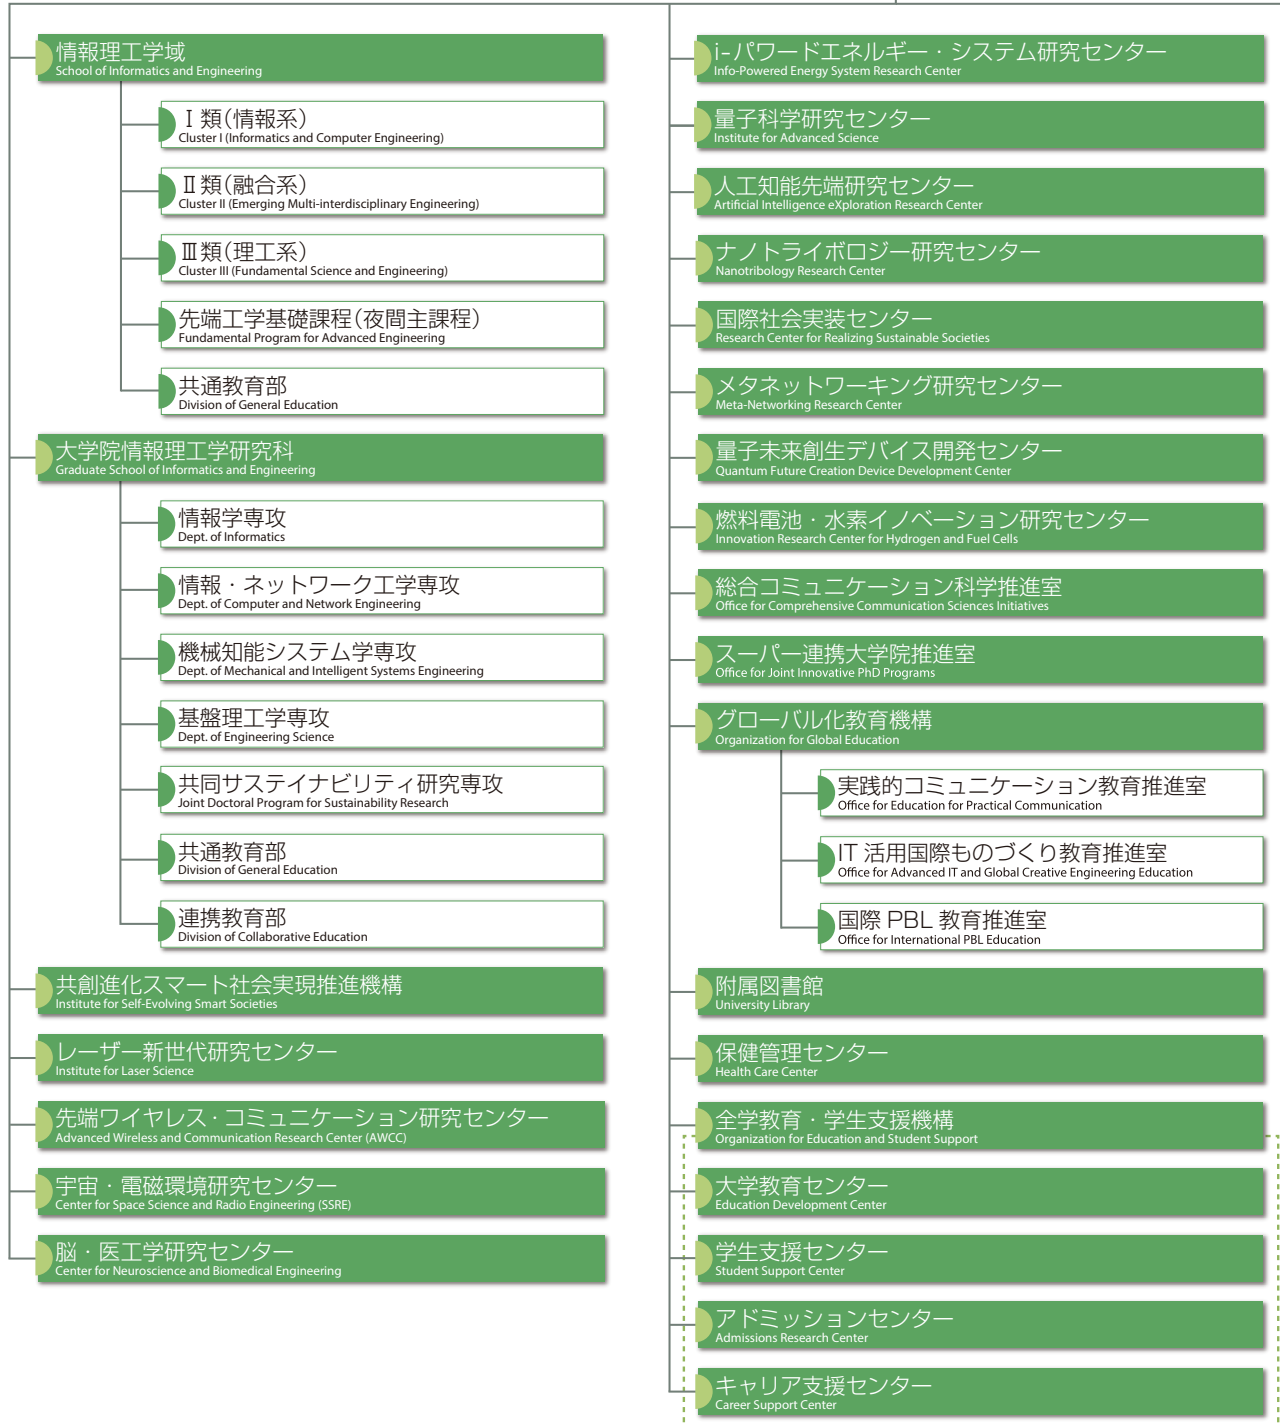 情報理工学域
School of Informatics and Engineering
Ⅰ類(情報系)
Cluster I (Informatics and Computer Engineering)
Ⅱ類(融合系)
Cluster II (Emerging Multi-interdisciplinary Engineering)
Ⅲ類(理工系)
Cluster III (Fundamental Science and Engineering)
先端工学基礎課程(夜間主課程)
Fundamental Program for Advanced Engineering
共通教育部
Division of General Education
大学院情報理工学研究科
Graduate School of Informatics and Engineering
情報学専攻
Dept. of Informatics
情報・ネットワーク工学専攻
Dept. of Computer and Network Engineering
機械知能システム学専攻
Dept. of Mechanical and Intelligent Systems Engineering
基盤理工学専攻
Dept. of Engineering Science
共同サステイナビリティ研究専攻
Joint Doctoral Program for Sustainability Research
共通教育部
Division of General Education
連携教育部
Division of Collaborative Education
共創進化スマート社会実現推進機構
Institute for Self-Evolving Smart Societies
レーザー新世代研究センター
Institute for Laser Science
先端ワイヤレス・コミュニケーション研究センター
Advanced Wireless and Communication Research Center (AWCC)
宇宙・電磁環境研究センター
Center for Space Science and Radio Engineering (SSRE)
脳・医工学研究センター
Center for Neuroscience and Biomedical Engineering
i-パワードエネルギー・システム研究センター
Info-Powered Energy System Research Center
量子科学研究センター
Institute for Advanced Science
人工知能先端研究センター
Artificial Intelligence eXploration Research Center
ナノトライボロジー研究センター
Nanotribology Research Center
国際社会実装センター
Research Center for Realizing Sustainable Societies
メタネットワーキング研究センター
Meta-Networking Research Center
量子未来創生デバイス開発センター
Quantum Future Creation Device Development Center
燃料電池・水素イノベーション研究センター
Innovation Research Center for Hydrogen and Fuel Cells
総合コミュニケーション科学推進室
Office for Comprehensive Communication Sciences Initiatives
スーパー連携大学院推進室
Office for Joint Innovative PhD Programs
グローバル化教育機構
Organization for Global Education
実践的コミュニケーション教育推進室
Office for Education for Practical Communication
IT 活用国際ものづくり教育推進室
Office for Advanced IT and Global Creative Engineering Education
国際 PBL 教育推進室
Office for International PBL Education
附属図書館
University Library
保健管理センター
Health Care Center
全学教育・学生支援機構
Organization for Education and Student Support
大学教育センター
Education Development Center
学生支援センター
Student Support Center
アドミッションセンター
Admissions Research Center
キャリア支援センター
Career Support Center